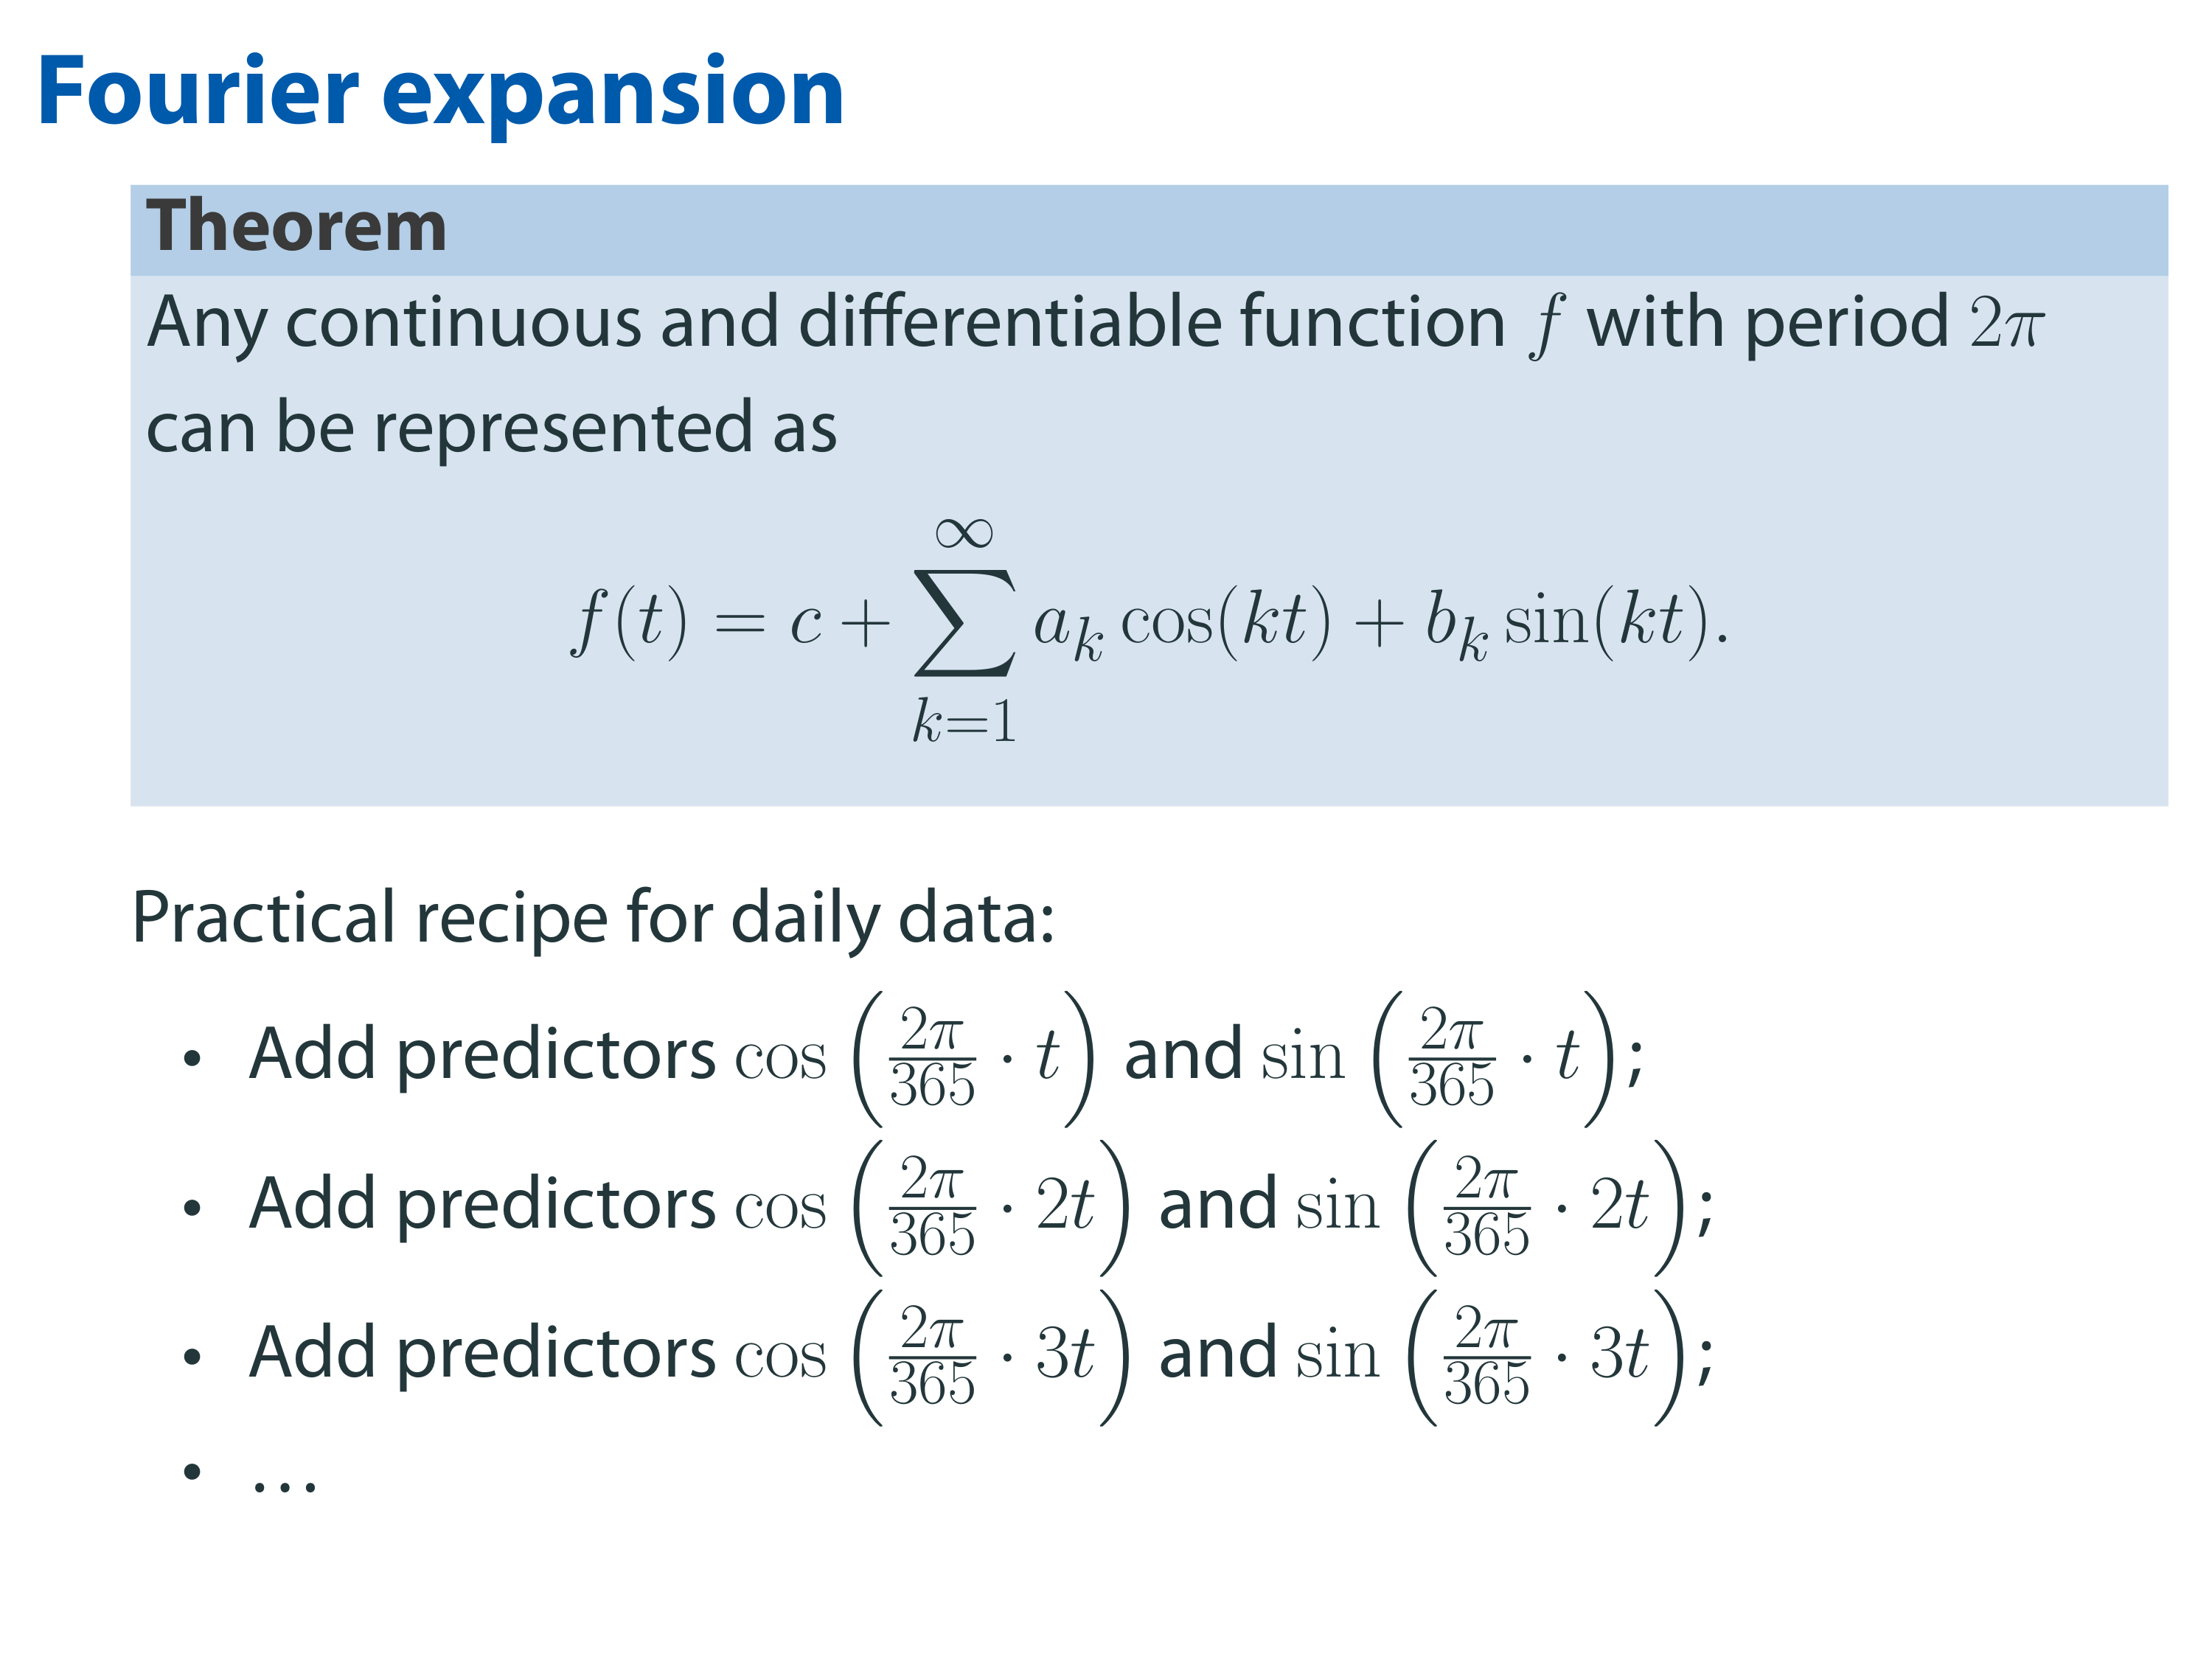 Fourier expansion
Theorem
Any continuous and differentiable function f with period 2π
can be represented as
f(t) = c + ∑_{k=1}^{∞} a_k cos(kt) + b_k sin(kt).
Practical recipe for daily data:
• Add predictors cos(2π/365 · t) and sin(2π/365 · t);
• Add predictors cos(2π/365 · 2t) and sin(2π/365 · 2t);
• Add predictors cos(2π/365 · 3t) and sin(2π/365 · 3t);
• ...